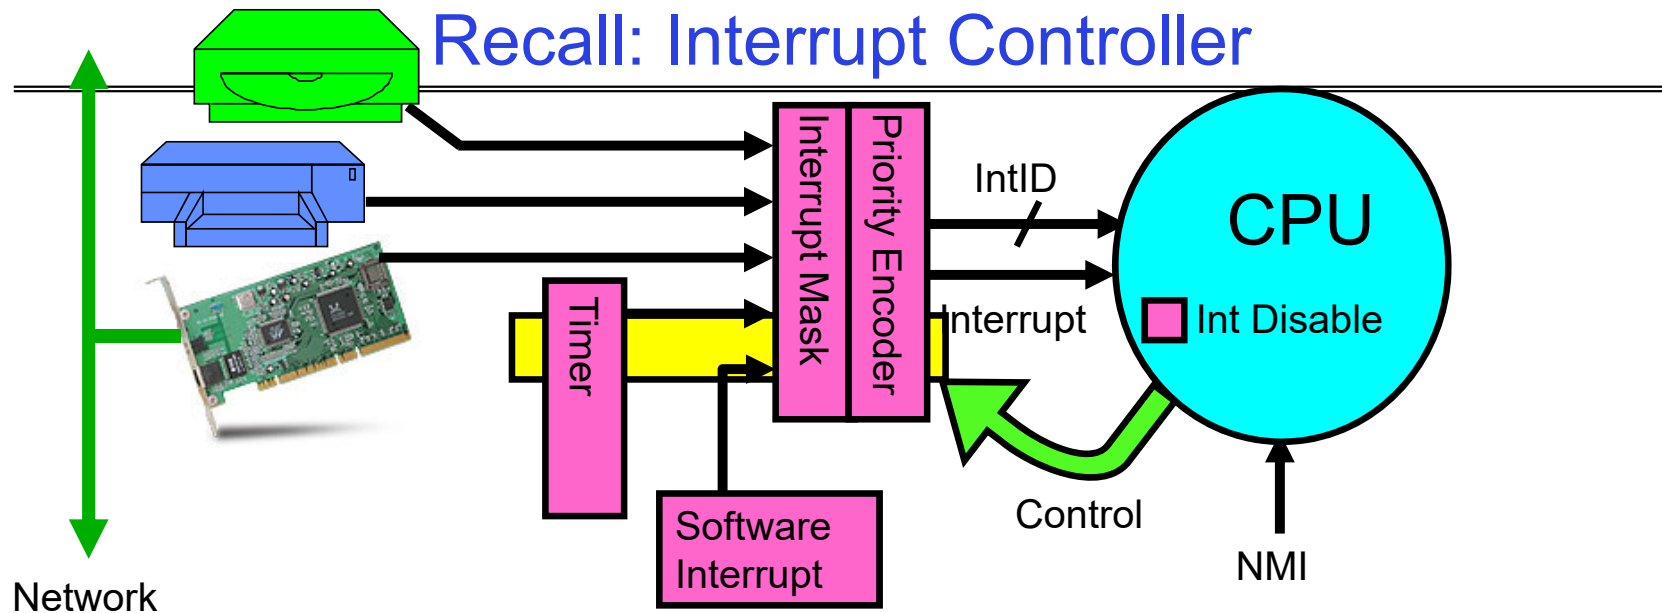 Recall: Interrupt Controller
Interrupt Mask
Priority Encoder
IntID
CPU
Interrupt
Int Disable
Timer
Software
Interrupt
Control
NMI
Network